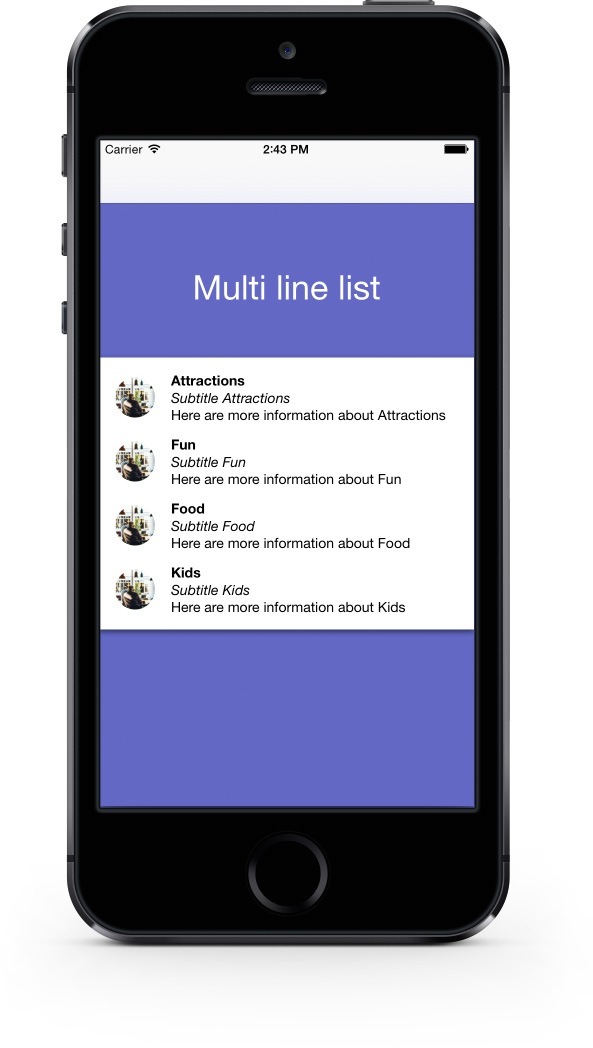 Carrier 2:43 PM
Multi line list
Attractions
Subtitle Attractions
Here are more information about Attractions
Fun
Subtitle Fun
Here are more information about Fun
Food
Subtitle Food
Here are more information about Food
Kids
Subtitle Kids
Here are more information about Kids